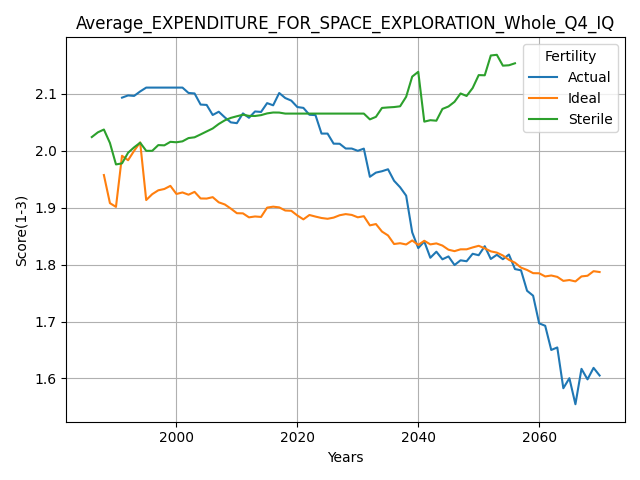 Average_EXPENDITURE_FOR_SPACE_EXPLORATION_Whole_Q4_IQ
Score(1-3)
2.1
2.0
1.9
1.8
1.7
1.6
Fertility
Actual
Ideal
Sterile
2000
2020
2040
2060
Years